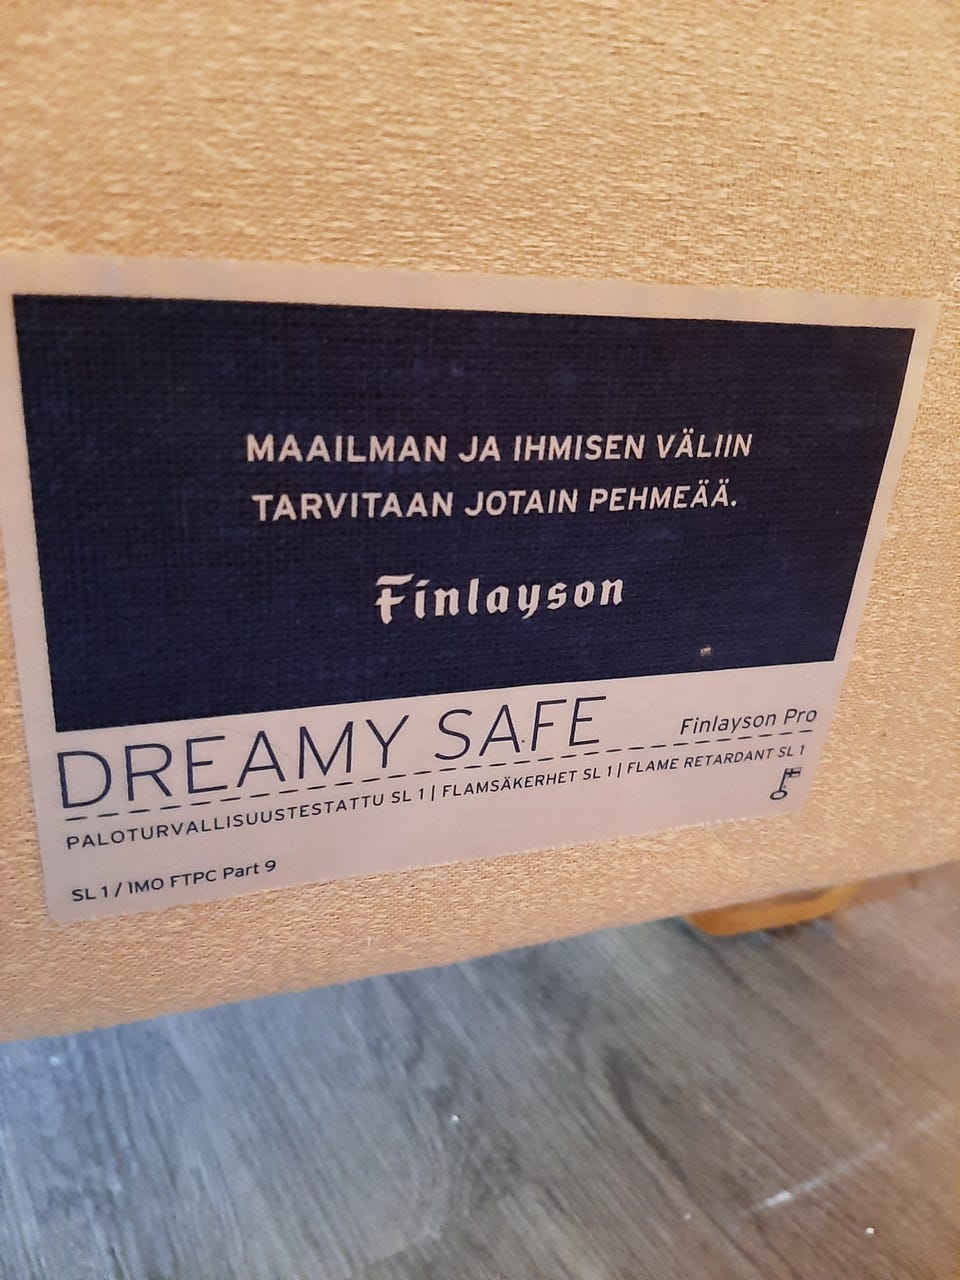 MAAILMAN JA IHMISEN VÄLIIN
TARVITAAN JOTAIN PEHMEÄÄ.
Finlayson
DREAMY SAFE
Finlayson Pro
PALOTURVALLISUUSTESTATTU SL 1 | FLAMSÄKERHET SL 1 | FLAME RETARDANT SL 1
SL 1 / IMO FTPC Part 9